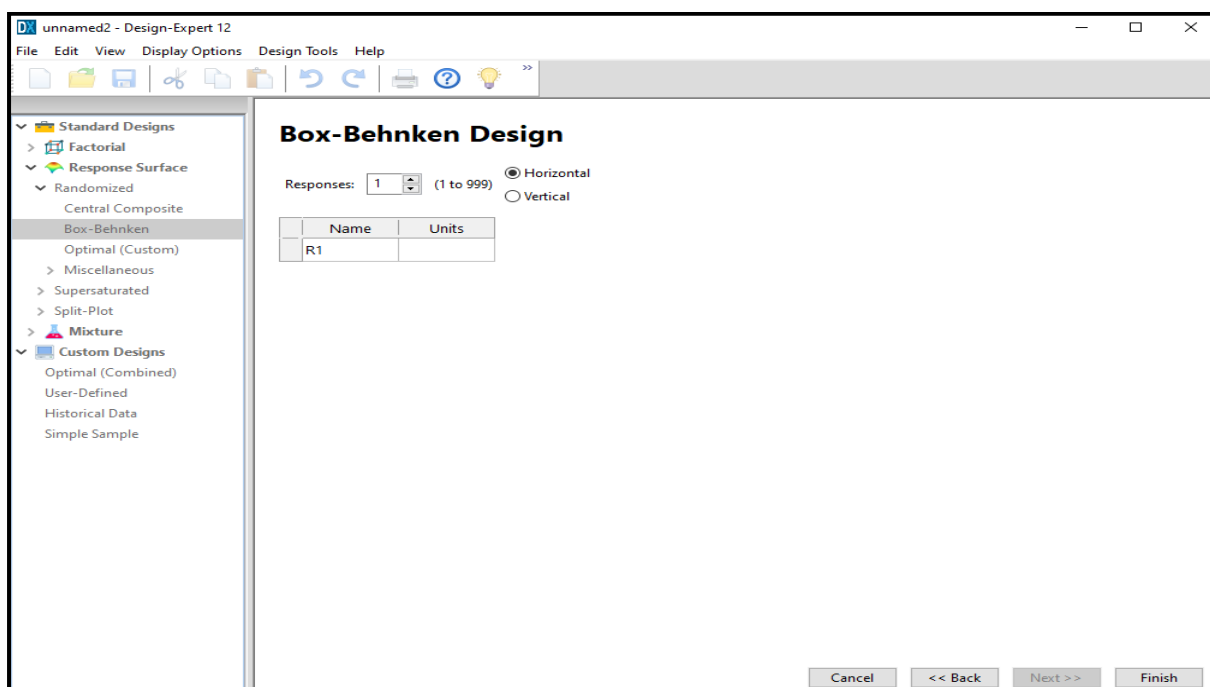 DX unnamed2 - Design-Expert 12
File Edit View Display Options Design Tools Help
Standard Designs
Factorial
Response Surface
Randomized
Central Composite
Box-Behnken
Optimal (Custom)
Miscellaneous
Supersaturated
Split-Plot
Mixture
Custom Designs
Optimal (Combined)
User-Defined
Historical Data
Simple Sample
Box-Behnken Design
Responses: 1 (1 to 999)
Horizontal
Vertical
Name Units
R1
Cancel << Back Next >> Finish